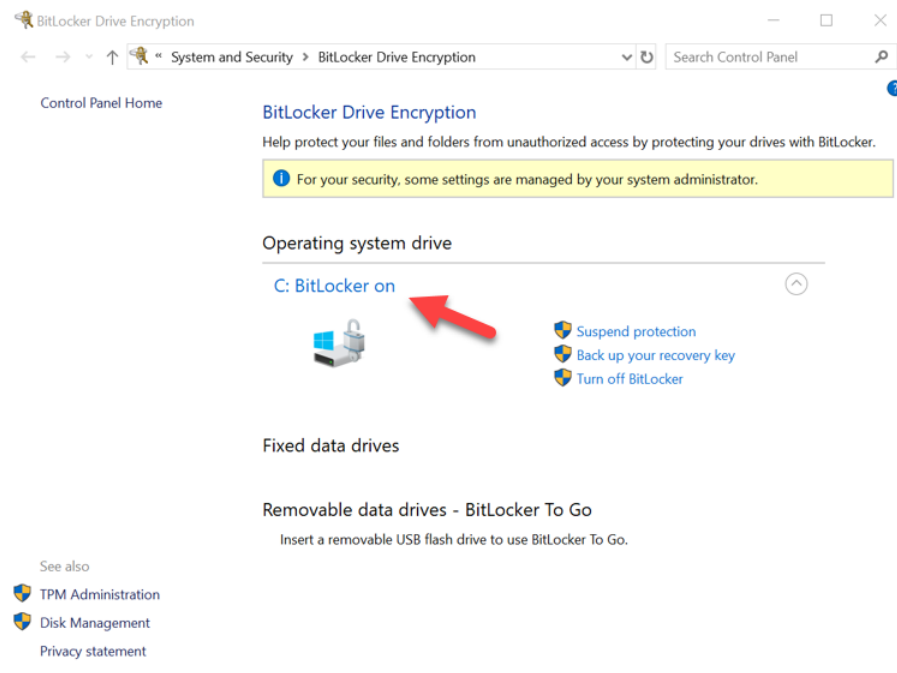 BitLocker Drive Encryption
« System and Security > BitLocker Drive Encryption
Search Control Panel
?
Control Panel Home
BitLocker Drive Encryption
Help protect your files and folders from unauthorized access by protecting your drives with BitLocker.
For your security, some settings are managed by your system administrator.
Operating system drive
C: BitLocker on
Suspend protection
Back up your recovery key
Turn off BitLocker
Fixed data drives
Removable data drives - BitLocker To Go
Insert a removable USB flash drive to use BitLocker To Go.
See also
TPM Administration
Disk Management
Privacy statement